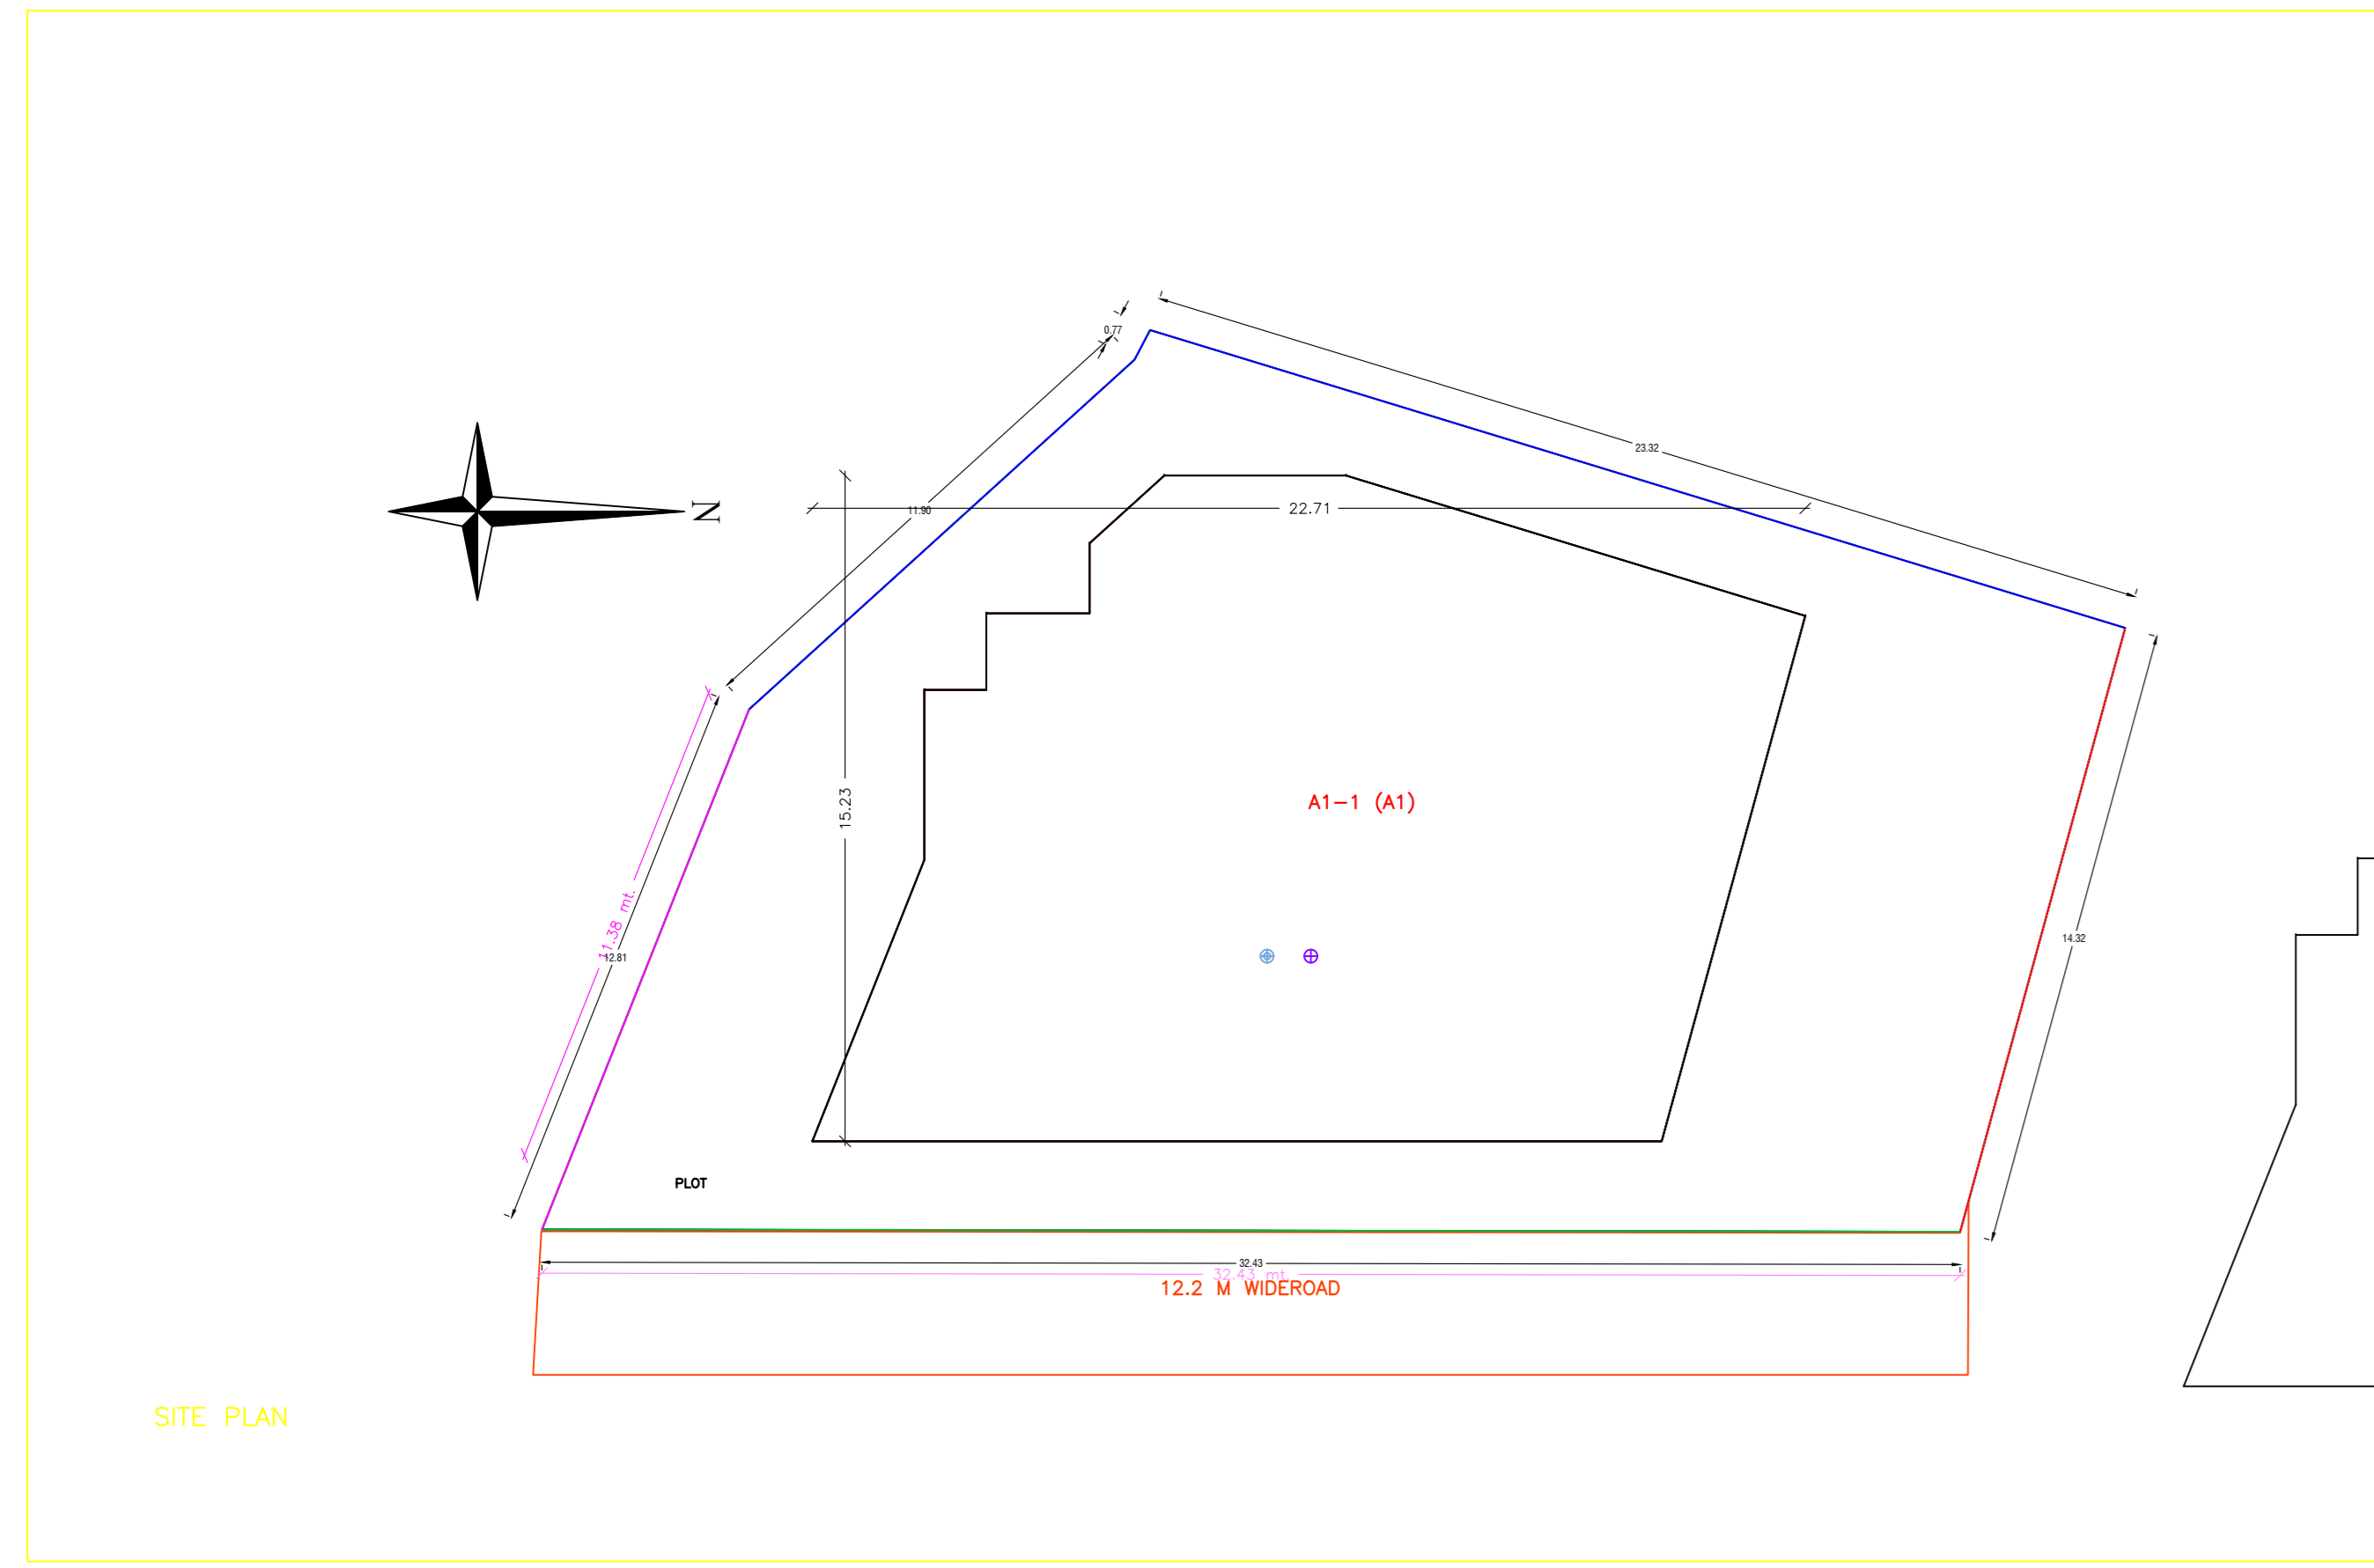 0.77
23.32
N
11.90
22.71
15.23
A1-1 (A1)
11.38 mt.
12.81
14.32
PLOT
32.43
32.43 mt.
12.2 M WIDEROAD
SITE PLAN